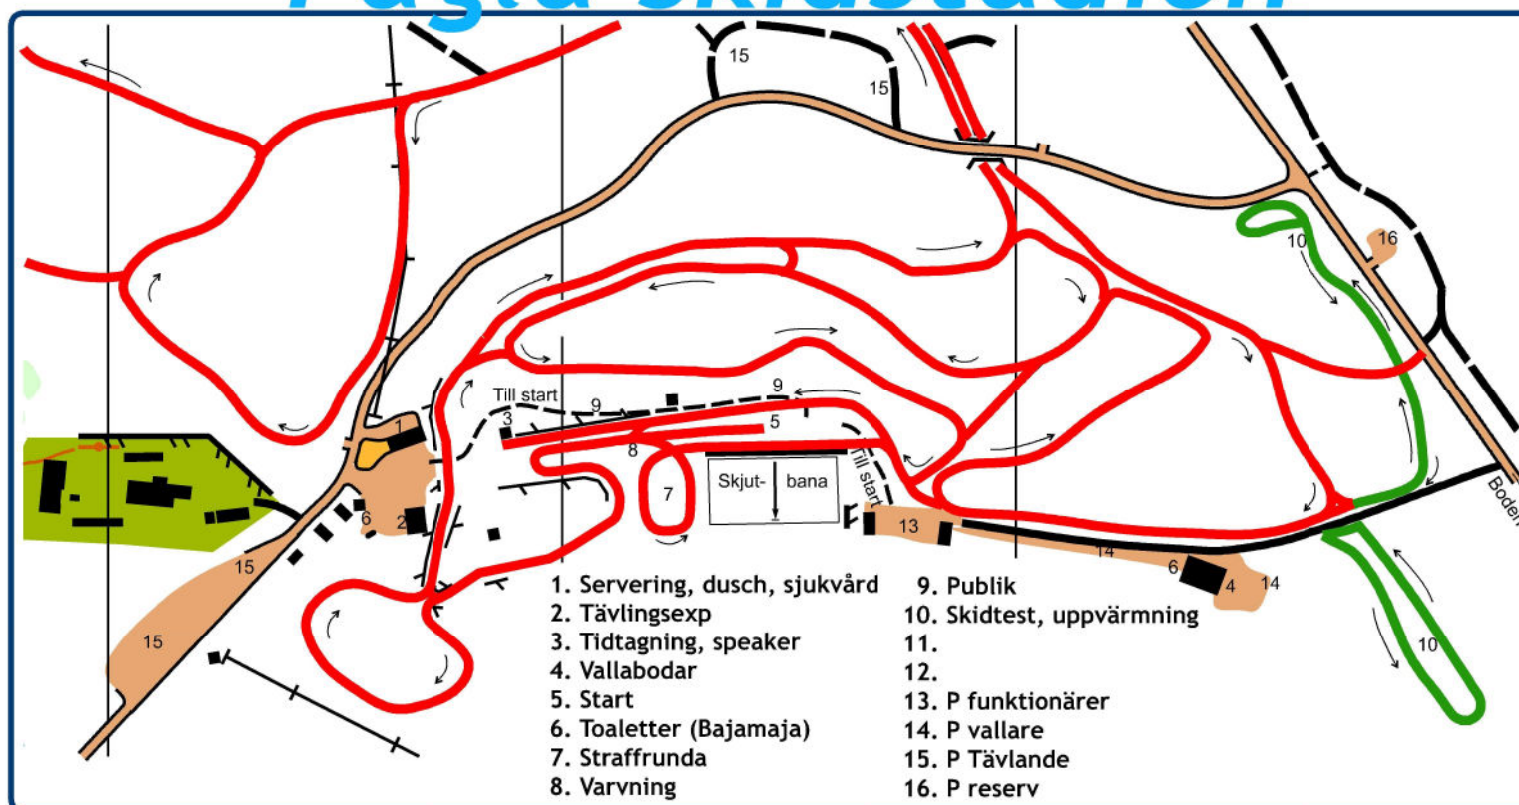 Pagla skidstadion
15
15
10
16
Till start
9
9
3
5
1
8
Till start
Skjut- bana
7
6
2
13
Boden
14
15
6
4
14
15
10
1. Servering, dusch, sjukvård
2. Tävlingsexp
3. Tidtagning, speaker
4. Vallabodar
5. Start
6. Toaletter (Bajamaja)
7. Straffrunda
8. Varvning
9. Publik
10. Skidtest, uppvärmning
11.
12.
13. P funktionärer
14. P vallare
15. P Tävlande
16. P reserv